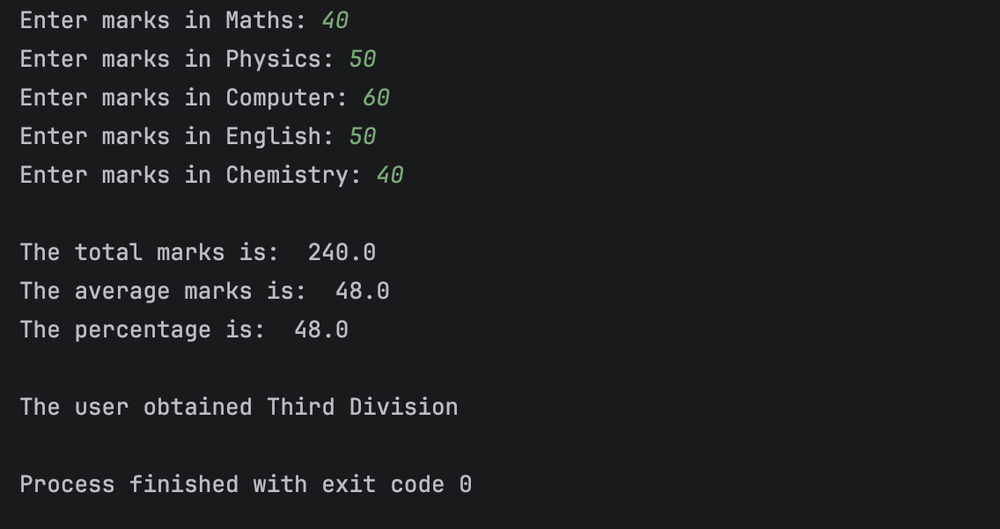 Enter marks in Maths: 40
Enter marks in Physics: 50
Enter marks in Computer: 60
Enter marks in English: 50
Enter marks in Chemistry: 40
The total marks is:  240.0
The average marks is:  48.0
The percentage is:  48.0
The user obtained Third Division
Process finished with exit code 0